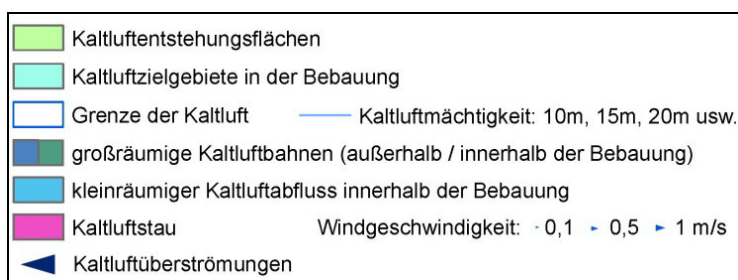 Kaltluftentstehungsflächen
Kaltluftzielgebiete in der Bebauung
Grenze der Kaltluft Kaltluftmächtigkeit: 10m, 15m, 20m usw.
großräumige Kaltluftbahnen (außerhalb / innerhalb der Bebauung)
kleinräumiger Kaltluftabfluss innerhalb der Bebauung
Kaltluftstau Windgeschwindigkeit: 0,1 0,5 1 m/s
Kaltluftüberströmungen